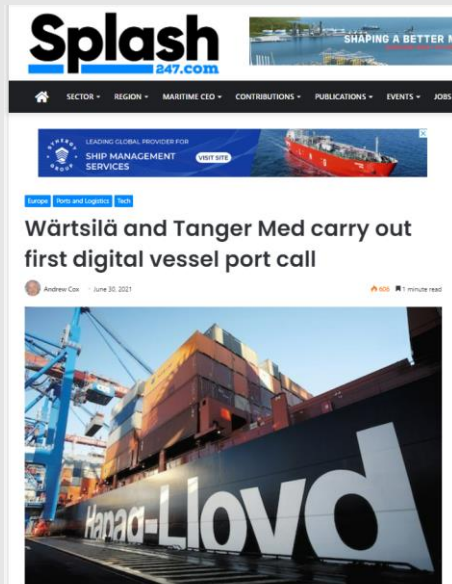 Splash
247.com
SHAPING A BETTER M
SECTOR REGION MARITIME CEO CONTRIBUTIONS PUBLICATIONS EVENTS JOBS
SYNERGY
GROUP
LEADING GLOBAL PROVIDER FOR
SHIP MANAGEMENT
SERVICES
VISIT SITE
Europe Ports and Logistics Tech
Wärtsilä and Tanger Med carry out
first digital vessel port call
Andrew Cox · June 30, 2021 606 1 minute read
Hapag-Lloyd